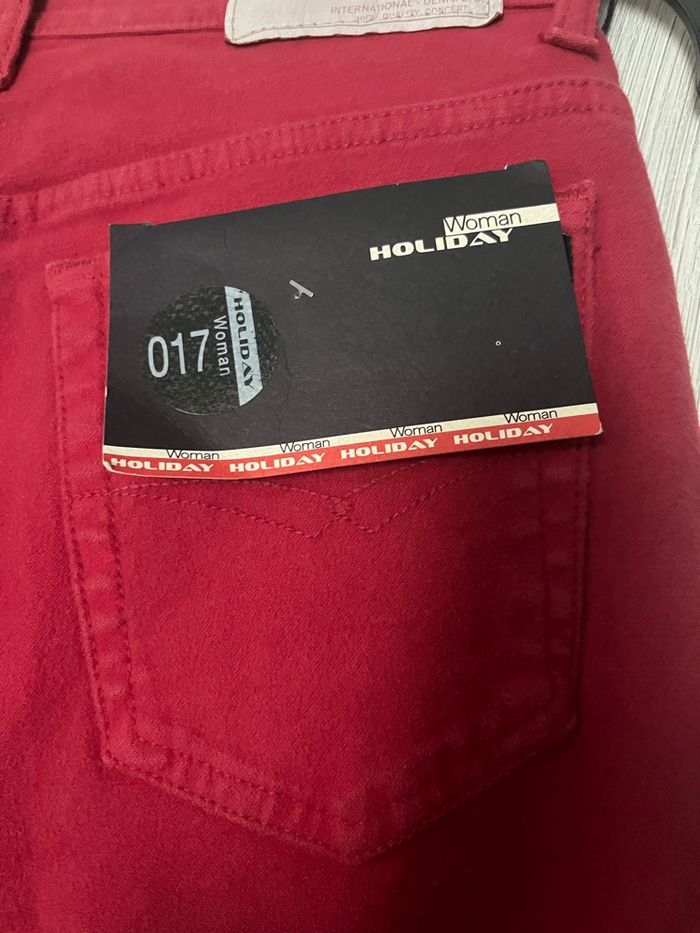 INTERNATIONAL - DENIM
HIGH QUALITY CONCEPT
Woman
HOLIDAY
017
Woman
HOLIDAY
Woman Woman Woman Woman
HOLIDAY HOLIDAY HOLIDAY HOLIDAY